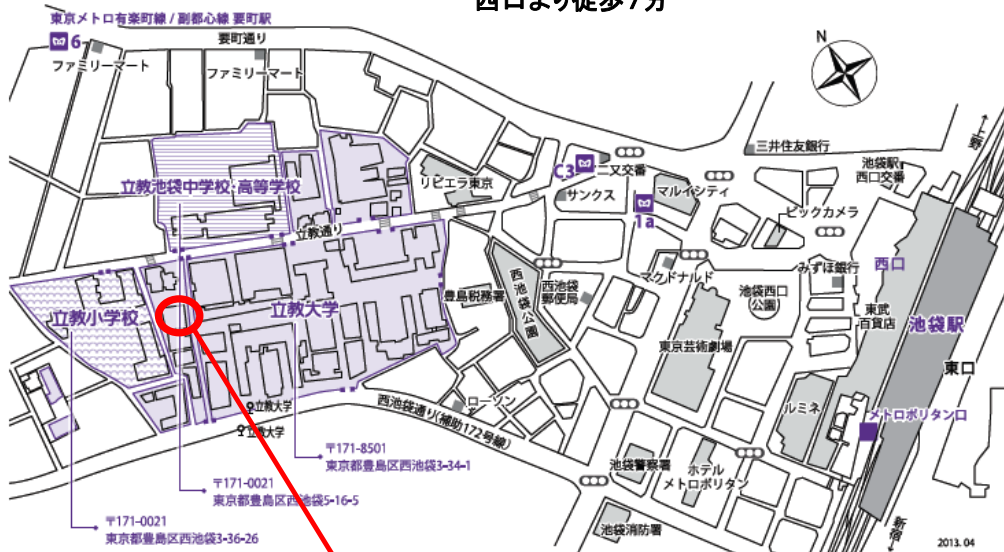 西口より徒歩7分
東京メトロ有楽町線 / 副都心線 要町駅
6
ファミリーマート
要町通り
ファミリーマート
N
三井住友銀行
上野
池袋駅
西口交番
C3
二又交番
サンクス
マルイシティ
1a
リビエラ東京
立教池袋中学校・高等学校
立教通り
ビックカメラ
マクドナルド
みずほ銀行
西口
池袋西口
(公園)
東武
百貨店
池袋駅
東口
西池袋公園
西池袋
郵便局
豊島税務署
東京芸術劇場
立教小学校
立教大学
ルミネ
メトロポリタン口
ローソン
西池袋通り(補助172号線)
立教大学
立教大学
〒171-8501
東京都豊島区西池袋3-34-1
〒171-0021
東京都豊島区西池袋5-16-5
〒171-0021
東京都豊島区西池袋3-36-26
池袋警察署
ホテル
メトロポリタン
池袋消防署
新宿
2013.04